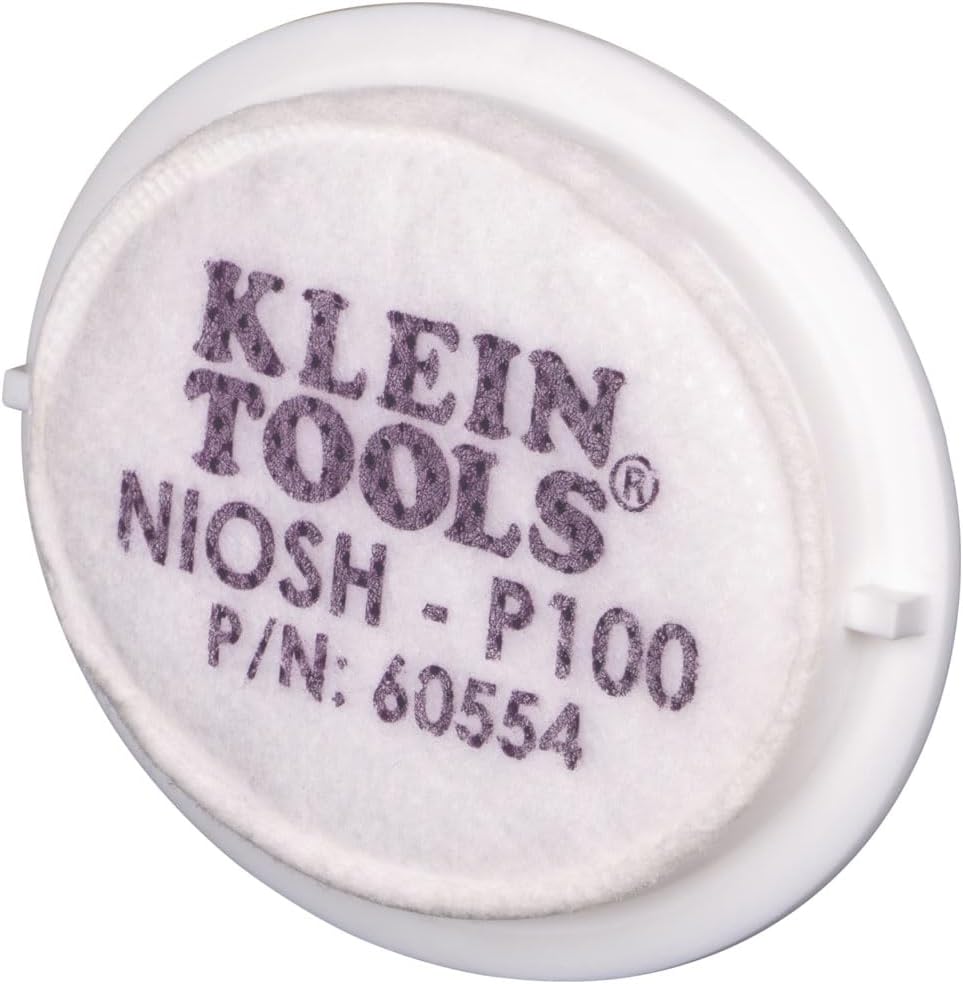 KLEIN
TOOLS®
NIOSH - P100
P/N: 60554